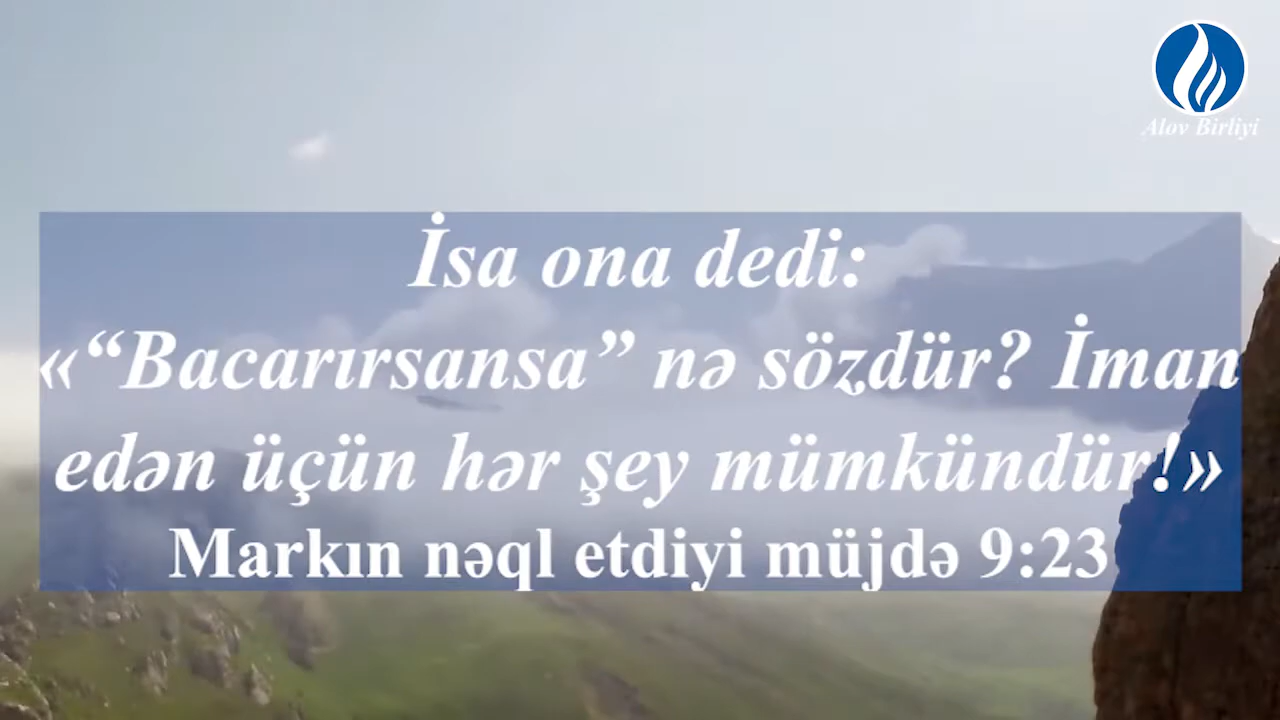 Alov Birliyi
İsa ona dedi:
«“Bacarırsansa” nə sözdür? İman
edən üçün hər şey mümkündür!»
Markın nəql etdiyi müjdə 9:23